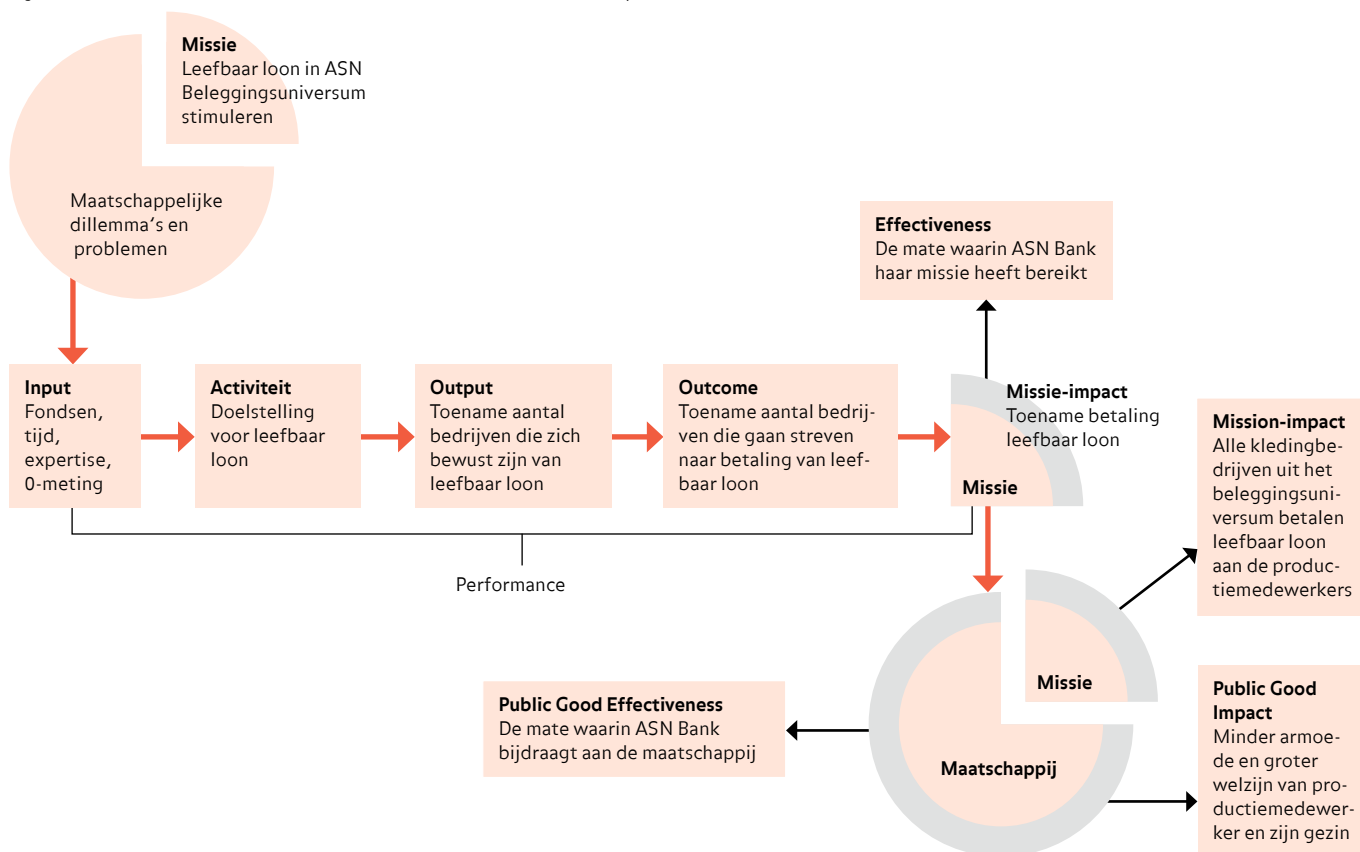 Missie
Leefbaar loon in ASN
Beleggingsuniversum
stimuleren
Maatschappelijke
dillemma's en
problemen
Effectiveness
De mate waarin ASN Bank
haar missie heeft bereikt
Input
Fondsen,
tijd,
expertise,
0-meting
Activiteit
Doelstelling
voor leefbaar
loon
Output
Toename aantal
bedrijven die zich
bewust zijn van
leefbaar loon
Outcome
Toename aantal bedrij-
ven die gaan streven
naar betaling van leef-
baar loon
Missie-impact
Toename betaling
leefbaar loon
Missie
Mission-impact
Alle kledingbe-
drijven uit het
beleggingsuni-
versum betalen
leefbaar loon
aan de produc-
tiemedewerkers
Performance
Missie
Public Good Effectiveness
De mate waarin ASN Bank
bijdraagt aan de maatschappij
Maatschappij
Public Good
Impact
Minder armoe-
de en groter
welzijn van pro-
ductiemedewer-
ker en zijn gezin